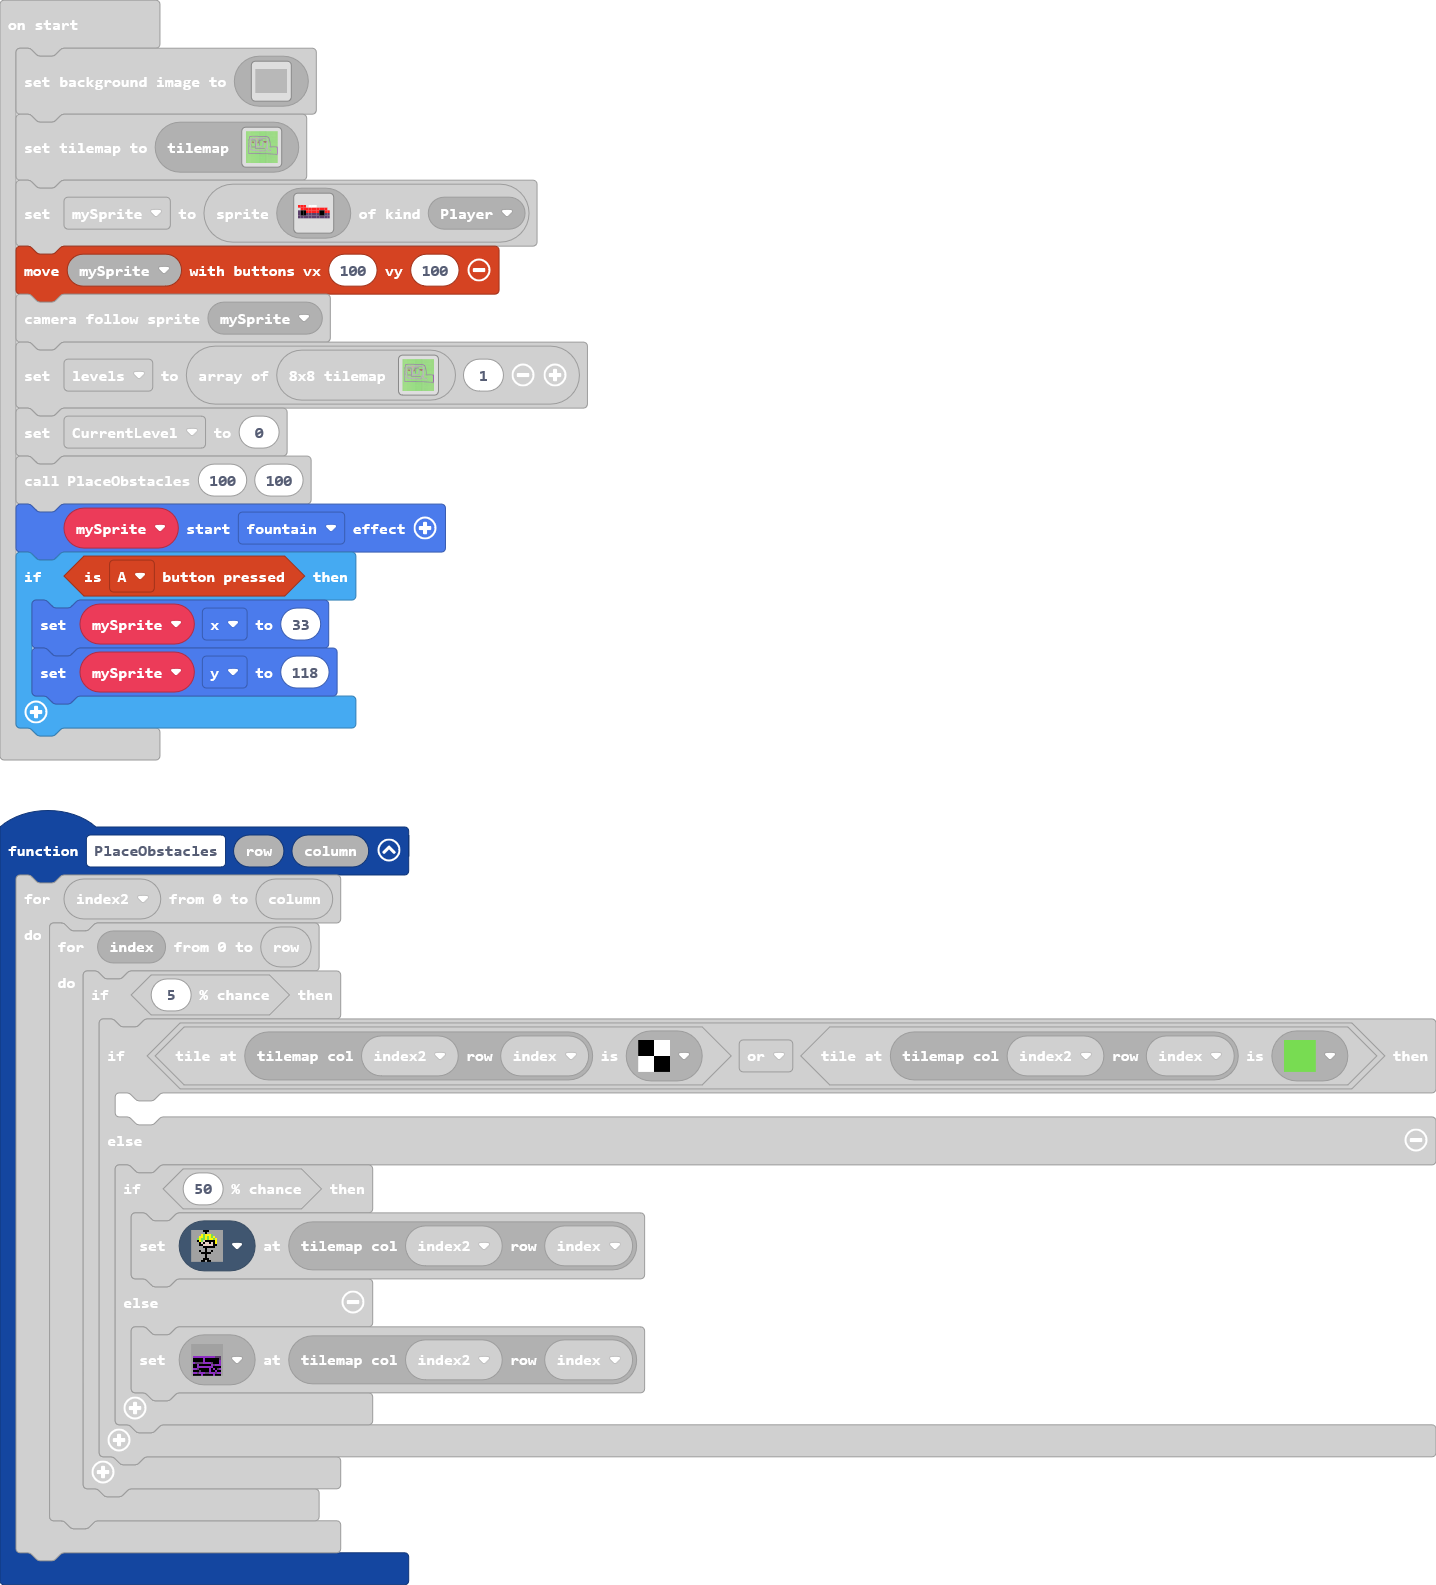 on start
set background image to
set tilemap to tilemap
set mySprite to sprite of kind Player
move mySprite with buttons vx 100 vy 100
camera follow sprite mySprite
set levels to array of 8x8 tilemap 1
set CurrentLevel to 0
call PlaceObstacles 100 100
mySprite start fountain effect
if is A button pressed then
set mySprite x to 33
set mySprite y to 118
function PlaceObstacles row column
for index2 from 0 to column
do for index from 0 to row
do if 5 % chance then
if tile at tilemap col index2 row index is or tile at tilemap col index2 row index is then
else
if 50 % chance then
set at tilemap col index2 row index
else
set at tilemap col index2 row index